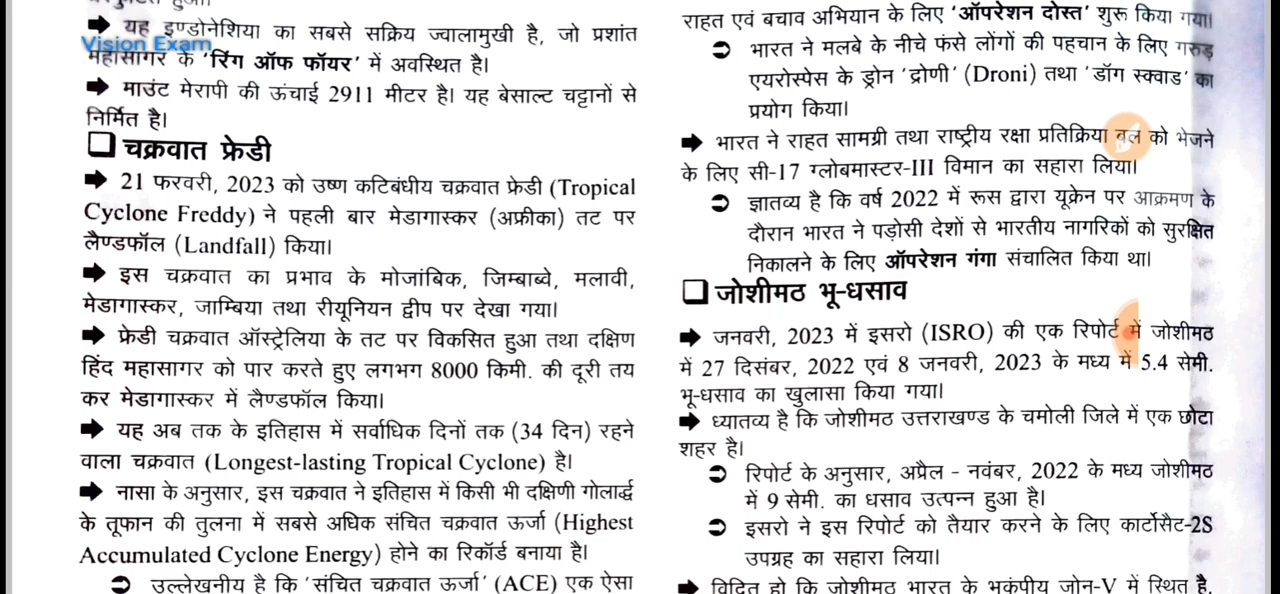 हुआ।
➡ यह इण्डोनेशिया का सबसे सक्रिय ज्वालामुखी है, जो प्रशांत
Vision Exam
महासागर के 'रिंग ऑफ फॉयर' में अवस्थित है।
➡ माउंट मेरापी की ऊंचाई 2911 मीटर है। यह बेसाल्ट चट्टानों से
निर्मित है।
❑ चक्रवात फ्रेडी
➡ 21 फरवरी, 2023 को उष्ण कटिबंधीय चक्रवात फ्रेडी (Tropical
Cyclone Freddy) ने पहली बार मेडागास्कर (अफ्रीका) तट पर
लैण्डफॉल (Landfall) किया।
➡ इस चक्रवात का प्रभाव के मोजांबिक, जिम्बाब्वे, मलावी,
मेडागास्कर, जाम्बिया तथा रीयूनियन द्वीप पर देखा गया।
➡ फ्रेडी चक्रवात ऑस्ट्रेलिया के तट पर विकसित हुआ तथा दक्षिण
हिंद महासागर को पार करते हुए लगभग 8000 किमी. की दूरी तय
कर मेडागास्कर में लैण्डफॉल किया।
➡ यह अब तक के इतिहास में सर्वाधिक दिनों तक (34 दिन) रहने
वाला चक्रवात (Longest-lasting Tropical Cyclone) है।
➡ नासा के अनुसार, इस चक्रवात ने इतिहास में किसी भी दक्षिणी गोलार्द्ध
के तूफान की तुलना में सबसे अधिक संचित चक्रवात ऊर्जा (Highest
Accumulated Cyclone Energy) होने का रिकॉर्ड बनाया है।
➲ उल्लेखनीय है कि 'संचित चक्रवात ऊर्जा' (ACE) एक ऐसा
राहत एवं बचाव अभियान के लिए 'ऑपरेशन दोस्त' शुरू किया गया।
➲ भारत ने मलबे के नीचे फंसे लोंगों की पहचान के लिए गरुड़
एयरोस्पेस के ड्रोन 'द्रोणी' (Droni) तथा 'डॉग स्क्वाड' का
प्रयोग किया।
➡ भारत ने राहत सामग्री तथा राष्ट्रीय रक्षा प्रतिक्रिया बल को भेजने
के लिए सी-17 ग्लोबमास्टर-III विमान का सहारा लिया।
➲ ज्ञातव्य है कि वर्ष 2022 में रूस द्वारा यूक्रेन पर आक्रमण के
दौरान भारत ने पड़ोसी देशों से भारतीय नागरिकों को सुरक्षित
निकालने के लिए ऑपरेशन गंगा संचालित किया था।
❑ जोशीमठ भू-धसाव
➡ जनवरी, 2023 में इसरो (ISRO) की एक रिपोर्ट में जोशीमठ
में 27 दिसंबर, 2022 एवं 8 जनवरी, 2023 के मध्य में 5.4 सेमी.
भू-धसाव का खुलासा किया गया।
➡ ध्यातव्य है कि जोशीमठ उत्तराखण्ड के चमोली जिले में एक छोटा
शहर है।
➲ रिपोर्ट के अनुसार, अप्रैल - नवंबर, 2022 के मध्य जोशीमठ
में 9 सेमी. का धसाव उत्पन्न हुआ है।
➲ इसरो ने इस रिपोर्ट को तैयार करने के लिए कार्टोसैट-2S
उपग्रह का सहारा लिया।
➡ विदित हो कि जोशीमठ भारत के भूकंपीय जोन-V में स्थित है,